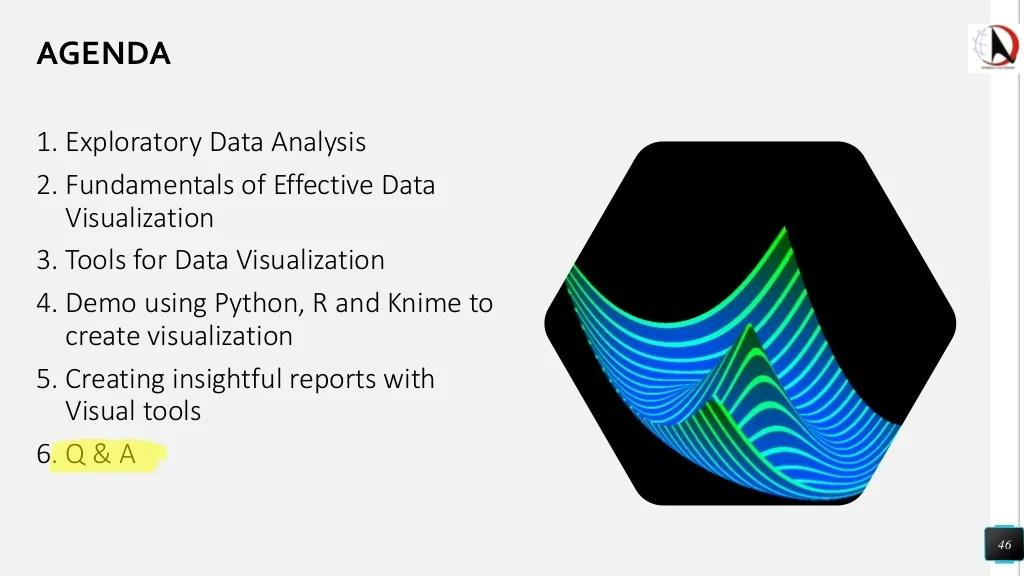 AGENDA
1. Exploratory Data Analysis
2. Fundamentals of Effective Data
Visualization
3. Tools for Data Visualization
4. Demo using Python, R and Knime to
create visualization
5. Creating insightful reports with
Visual tools
6. Q & A
46